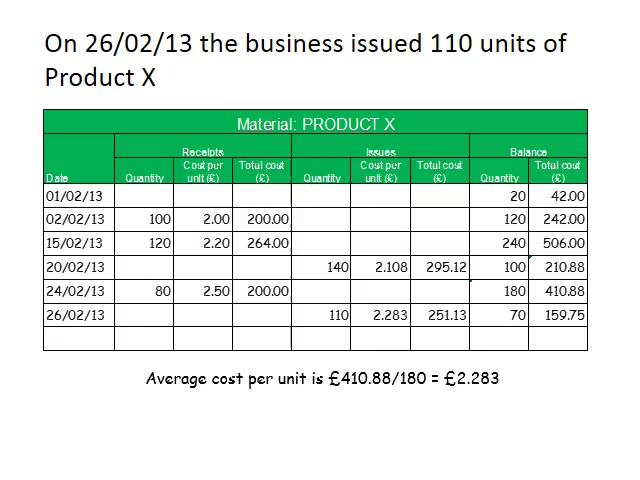 On 26/02/13 the business issued 110 units of
Product X
Material: PRODUCT X
Receipts Issues Balance
Date Quantity Cost per unit (£) Total cost (£) Quantity Cost per unit (£) Total cost (£) Quantity Total cost (£)
01/02/13 20 42.00
02/02/13 100 2.00 200.00 120 242.00
15/02/13 120 2.20 264.00 240 506.00
20/02/13 140 2.108 295.12 100 210.88
24/02/13 80 2.50 200.00 180 410.88
26/02/13 110 2.283 251.13 70 159.75
Average cost per unit is £410.88/180 = £2.283